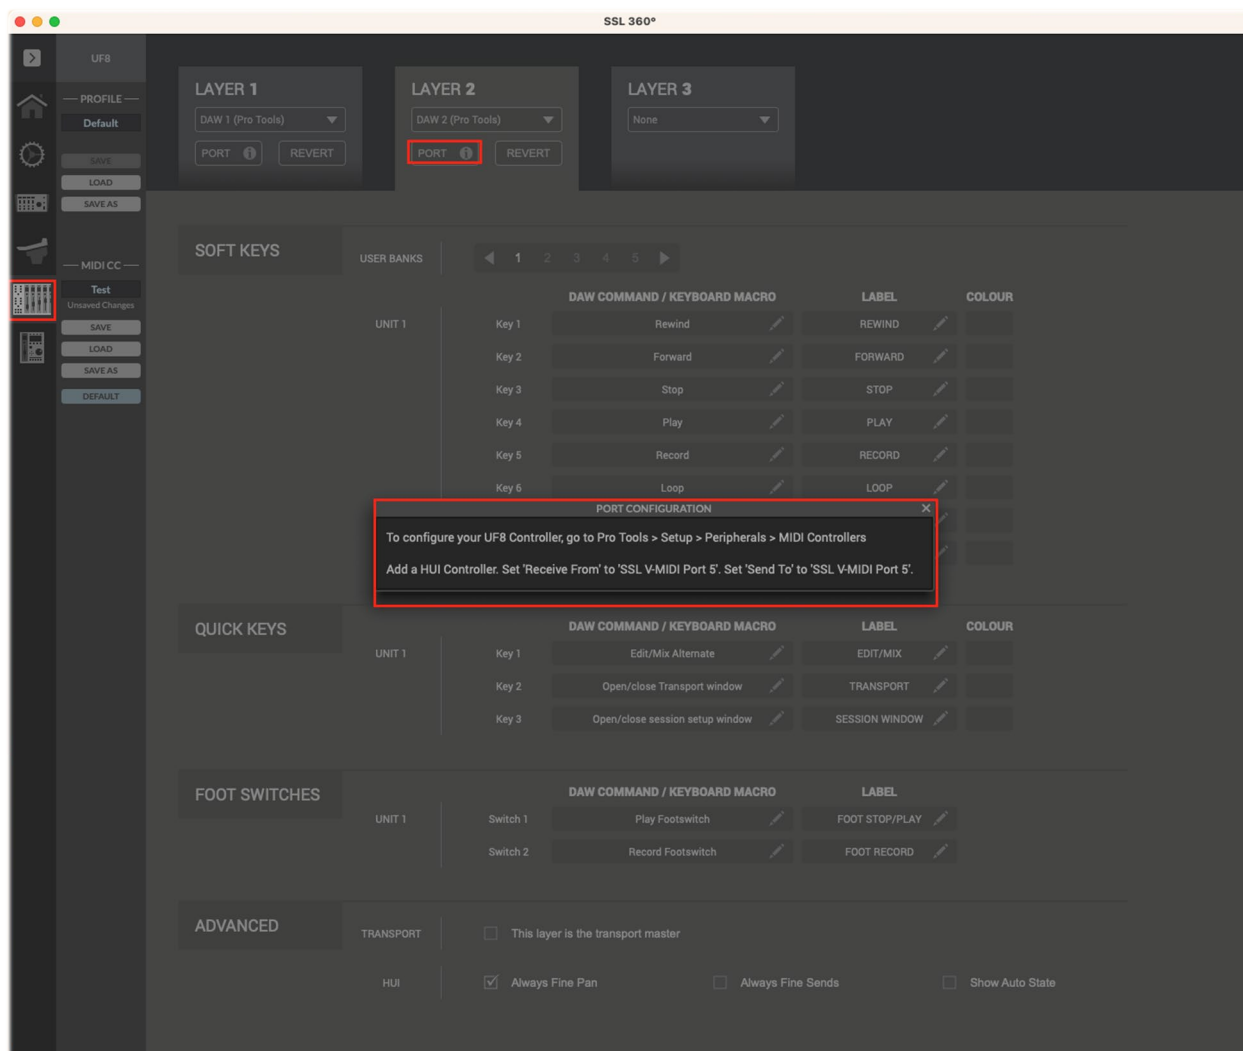 SSL 360°
UF8
PROFILE
Default
SAVE
LOAD
SAVE AS
MIDI CC
Test
Unsaved Changes
SAVE
LOAD
SAVE AS
DEFAULT
LAYER 1
DAW 1 (Pro Tools)
PORT i REVERT
LAYER 2
DAW 2 (Pro Tools)
PORT i REVERT
LAYER 3
None
SOFT KEYS
USER BANKS 1 2 3 4 5
DAW COMMAND / KEYBOARD MACRO LABEL COLOUR
UNIT 1 Key 1 Rewind REWIND
Key 2 Forward FORWARD
Key 3 Stop STOP
Key 4 Play PLAY
Key 5 Record RECORD
Key 6 Loop LOOP
PORT CONFIGURATION
To configure your UF8 Controller, go to Pro Tools > Setup > Peripherals > MIDI Controllers
Add a HUI Controller. Set 'Receive From' to 'SSL V-MIDI Port 5'. Set 'Send To' to 'SSL V-MIDI Port 5'.
QUICK KEYS
DAW COMMAND / KEYBOARD MACRO LABEL COLOUR
UNIT 1 Key 1 Edit/Mix Alternate EDIT/MIX
Key 2 Open/close Transport window TRANSPORT
Key 3 Open/close session setup window SESSION WINDOW
FOOT SWITCHES
DAW COMMAND / KEYBOARD MACRO LABEL
UNIT 1 Switch 1 Play Footswitch FOOT STOP/PLAY
Switch 2 Record Footswitch FOOT RECORD
ADVANCED
TRANSPORT This layer is the transport master
HUI Always Fine Pan Always Fine Sends Show Auto State